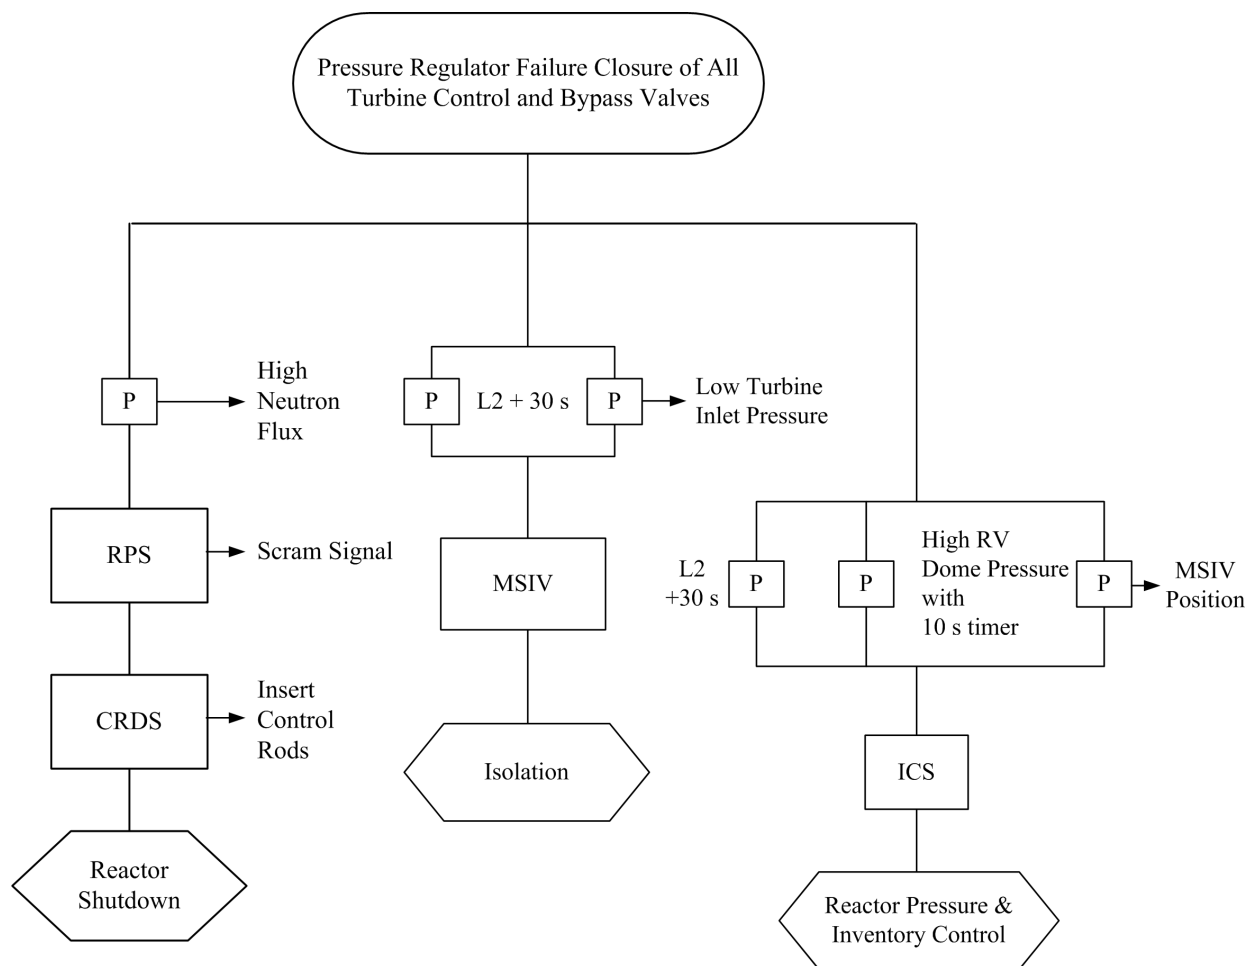 Pressure Regulator Failure Closure of All
Turbine Control and Bypass Valves
P
High
Neutron
Flux
RPS
Scram Signal
CRDS
Insert
Control
Rods
Reactor
Shutdown
P
L2 + 30 s
P
Low Turbine
Inlet Pressure
MSIV
Isolation
L2
+30 s
P
P
High RV
Dome Pressure
with
10 s timer
P
MSIV
Position
ICS
Reactor Pressure &
Inventory Control